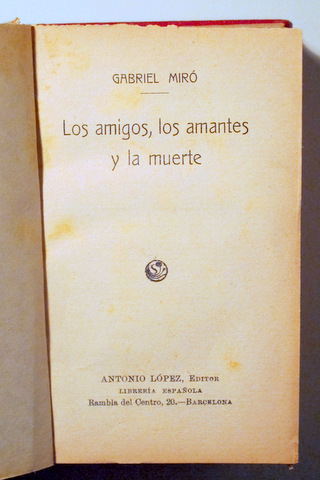 GABRIEL MIRÓ
Los amigos, los amantes
y la muerte
ANTONIO LÓPEZ, Editor
LIBRERÍA ESPAÑOLA
Rambla del Centro, 20.—Barcelona